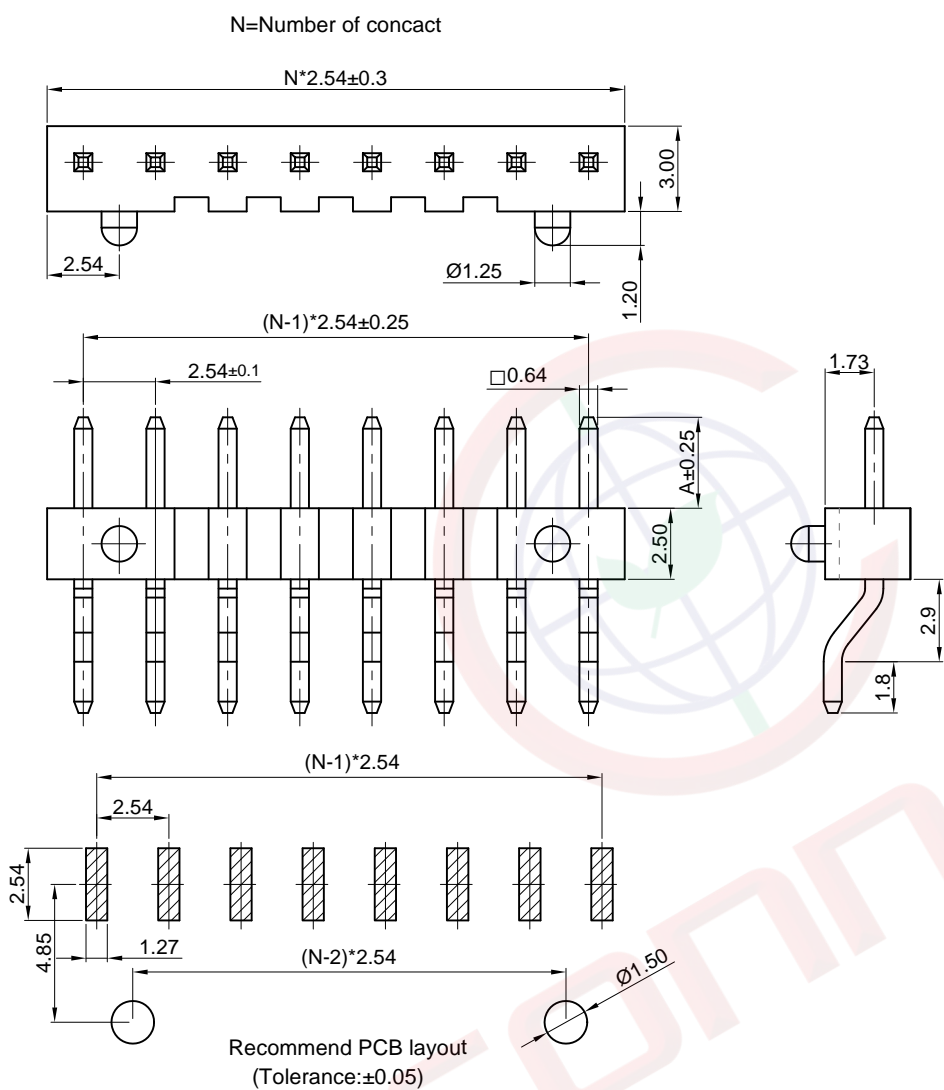 N=Number of concact
N*2.54±0.3
3.00
2.54
Ø1.25
1.20
(N-1)*2.54±0.25
2.54±0.1
□0.64
1.73
A±0.25
2.50
2.9
1.8
(N-1)*2.54
2.54
2.54
1.27
4.85
(N-2)*2.54
Ø1.50
Recommend PCB layout
(Tolerance:±0.05)